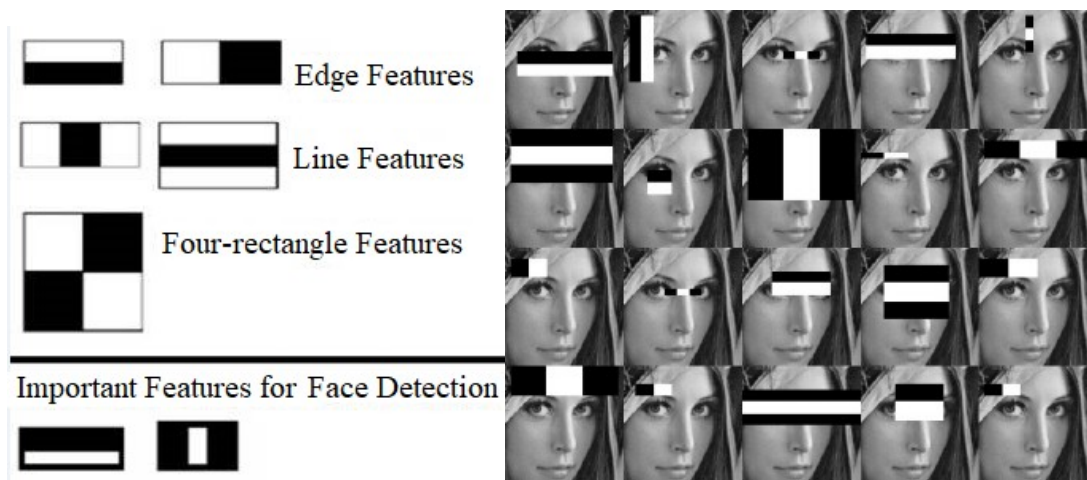 Edge Features
Line Features
Four-rectangle Features
Important Features for Face Detection